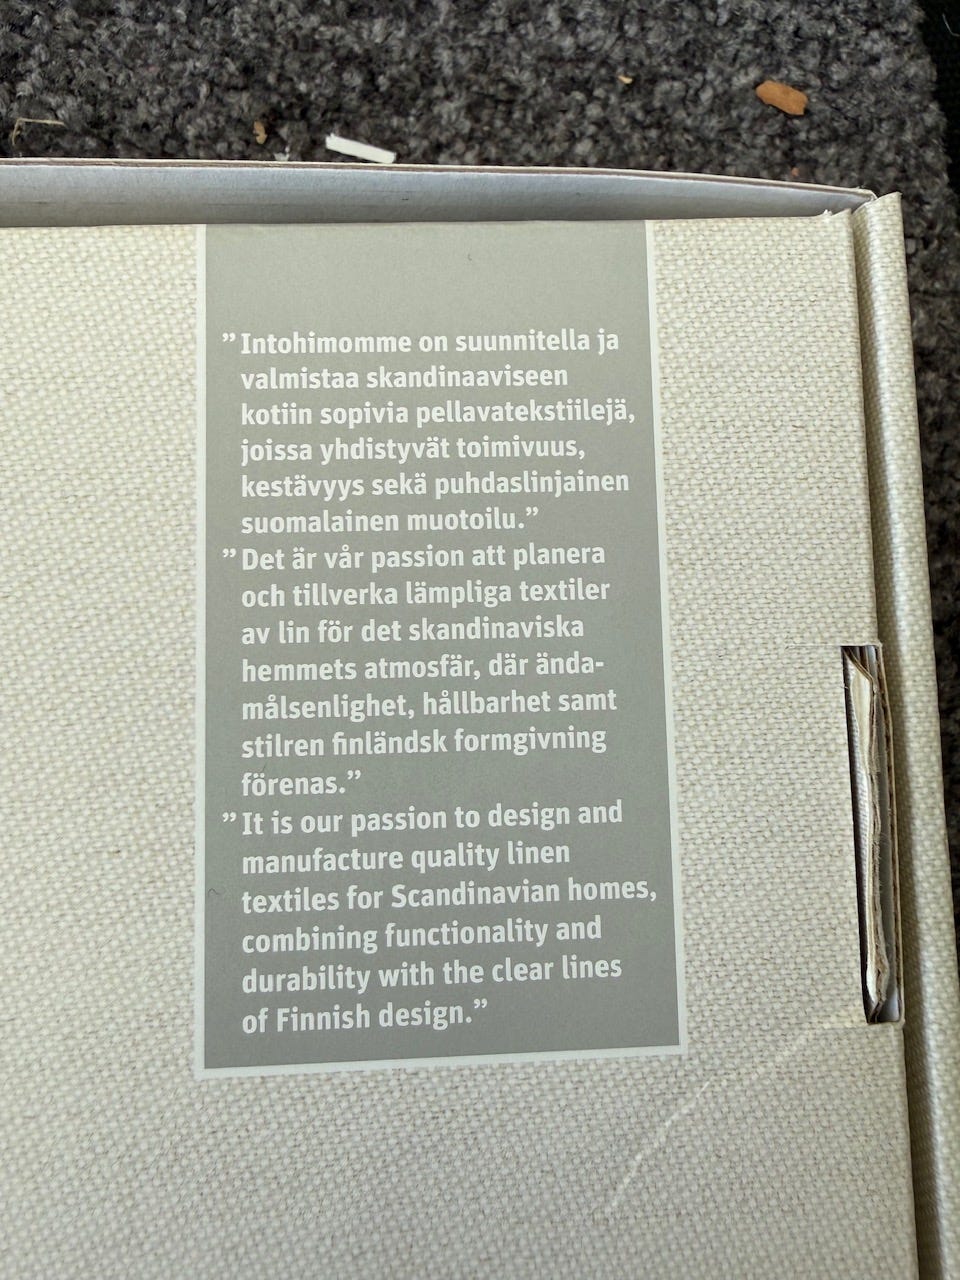 ”Intohimomme on suunnitella ja
valmistaa skandinaaviseen
kotiin sopivia pellavatekstiilejä,
joissa yhdistyvät toimivuus,
kestävyys sekä puhdaslinjainen
suomalainen muotoilu.”
”Det är vår passion att planera
och tillverka lämpliga textiler
av lin för det skandinaviska
hemmets atmosfär, där ända-
målsenlighet, hållbarhet samt
stilren finländsk formgivning
förenas.”
”It is our passion to design and
manufacture quality linen
textiles for Scandinavian homes,
combining functionality and
durability with the clear lines
of Finnish design.”